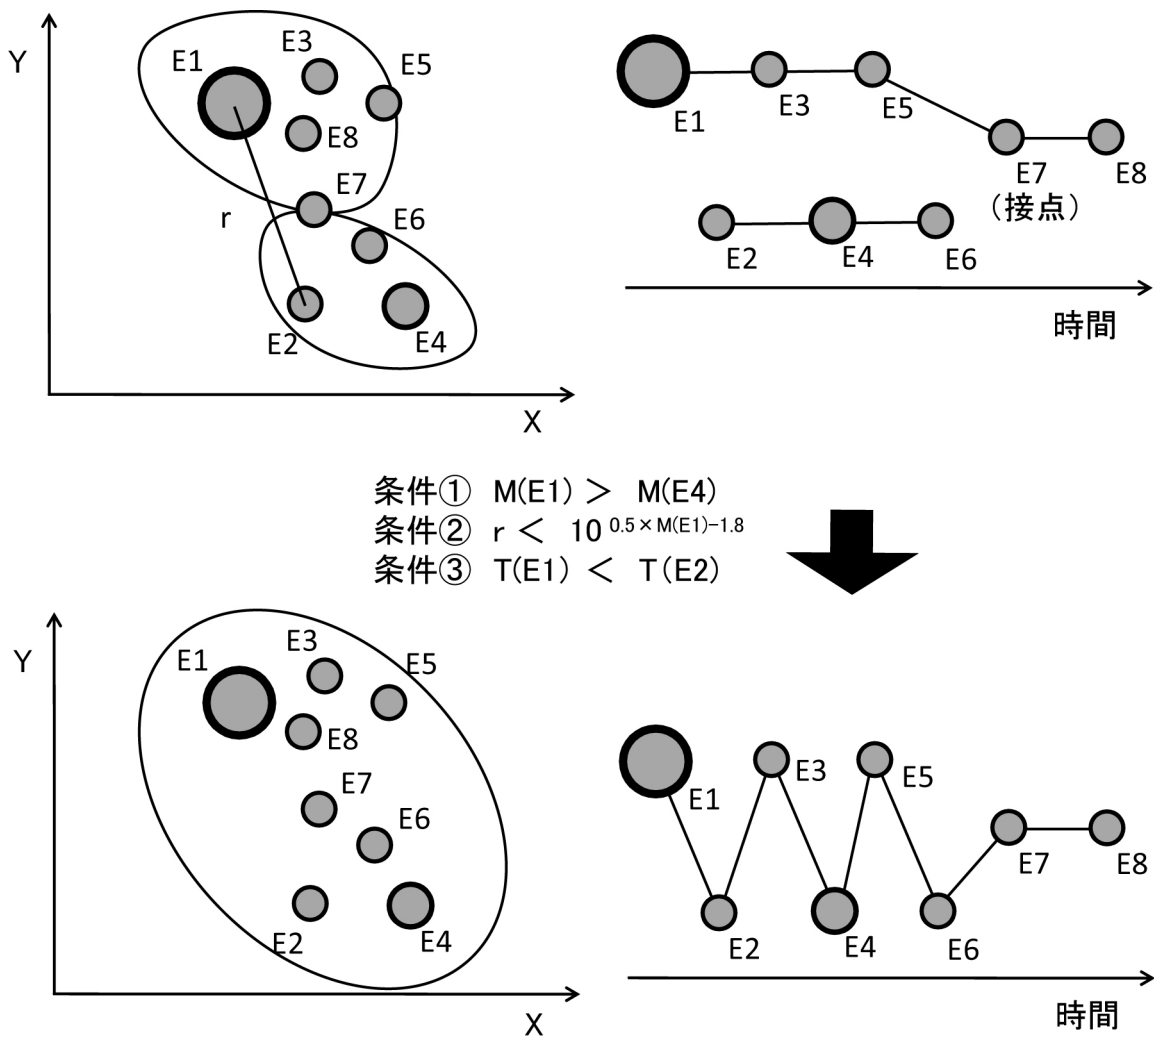 Y
E1
E3
E5
E8
E7
r
E6
E2
E4
X
E1
E3
E5
E7
(接点)
E8
E2
E4
E6
時間
条件① M(E1) > M(E4)
条件② r < 10 0.5×M(E1)-1.8
条件③ T(E1) < T(E2)
Y
E1
E3
E5
E8
E7
E6
E2
E4
X
E1
E3
E5
E7
E8
E2
E4
E6
時間